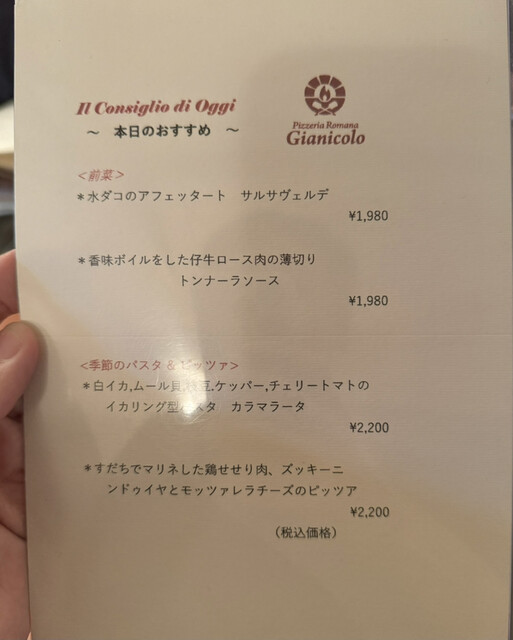 Il Consiglio di Oggi
～ 本日のおすすめ ～
Pizzeria Romana
Gianicolo
<前菜>
＊水ダコのアフェッタート　サルサヴェルデ
¥1,980
＊香味ボイルをした仔牛ロース肉の薄切り
トンナーラソース
¥1,980
<季節のパスタ & ピッツァ>
＊白イカ,ムール貝,豆,ケッパー,チェリートマトの
イカリング型パスタ　カラマラータ
¥2,200
＊すだちでマリネした鶏せせり肉、ズッキーニ
ンドゥイヤとモッツァレラチーズのピッツア
¥2,200
（税込価格）